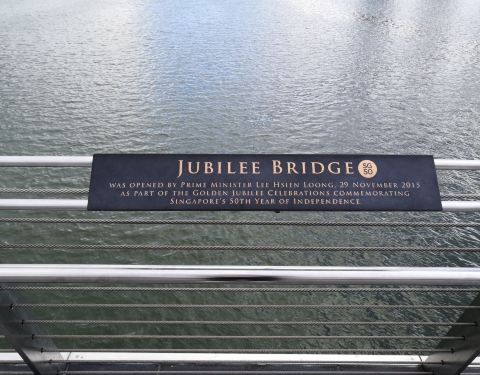 JUBILEE BRIDGE SG 50
WAS OPENED BY PRIME MINISTER LEE HSIEN LOONG, 29 NOVEMBER 2015
AS PART OF THE GOLDEN JUBILEE CELEBRATIONS COMMEMORATING
SINGAPORE'S 50TH YEAR OF INDEPENDENCE